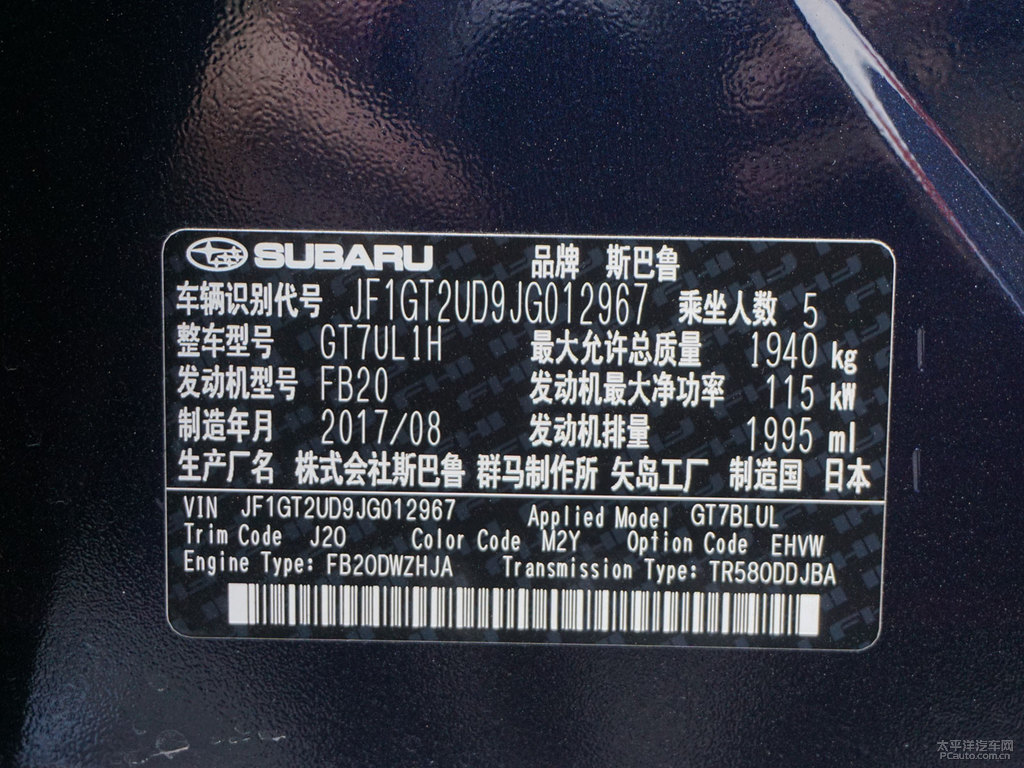 SUBARU 品牌 斯巴鲁
车辆识别代号 JF1GT2UD9JG012967 乘坐人数 5
整车型号 GT7UL1H 最大允许总质量 1940 kg
发动机型号 FB20 发动机最大净功率 115 kW
制造年月 2017/08 发动机排量 1995 ml
生产厂名 株式会社斯巴鲁 群马制作所 矢岛工厂 制造国 日本
VIN JF1GT2UD9JG012967 Applied Model GT7BLUL
Trim Code J20 Color Code M2Y Option Code EHVW
Engine Type: FB20DWZHJA Transmission Type: TR580DDJBA
太平洋汽车网
PCauto.com.cn